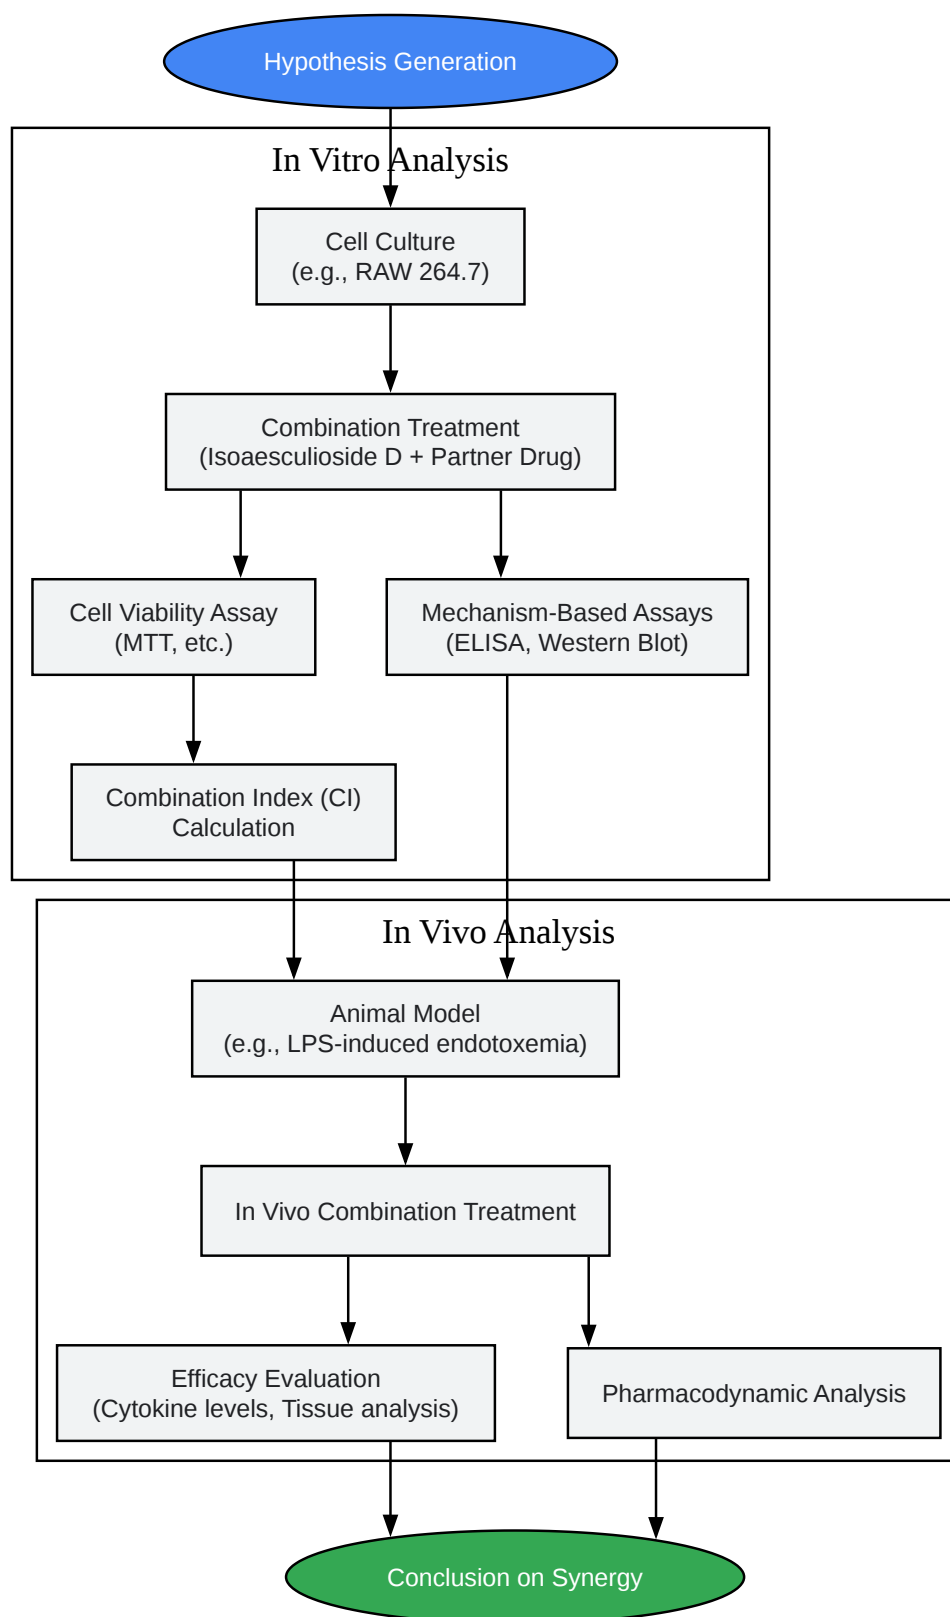 Hypothesis Generation
In Vitro Analysis
Cell Culture
(e.g., RAW 264.7)
Combination Treatment
(Isoaesculioside D + Partner Drug)
Cell Viability Assay
(MTT, etc.)
Mechanism-Based Assays
(ELISA, Western Blot)
Combination Index (CI)
Calculation
In Vivo Analysis
Animal Model
(e.g., LPS-induced endotoxemia)
In Vivo Combination Treatment
Efficacy Evaluation
(Cytokine levels, Tissue analysis)
Pharmacodynamic Analysis
Conclusion on Synergy